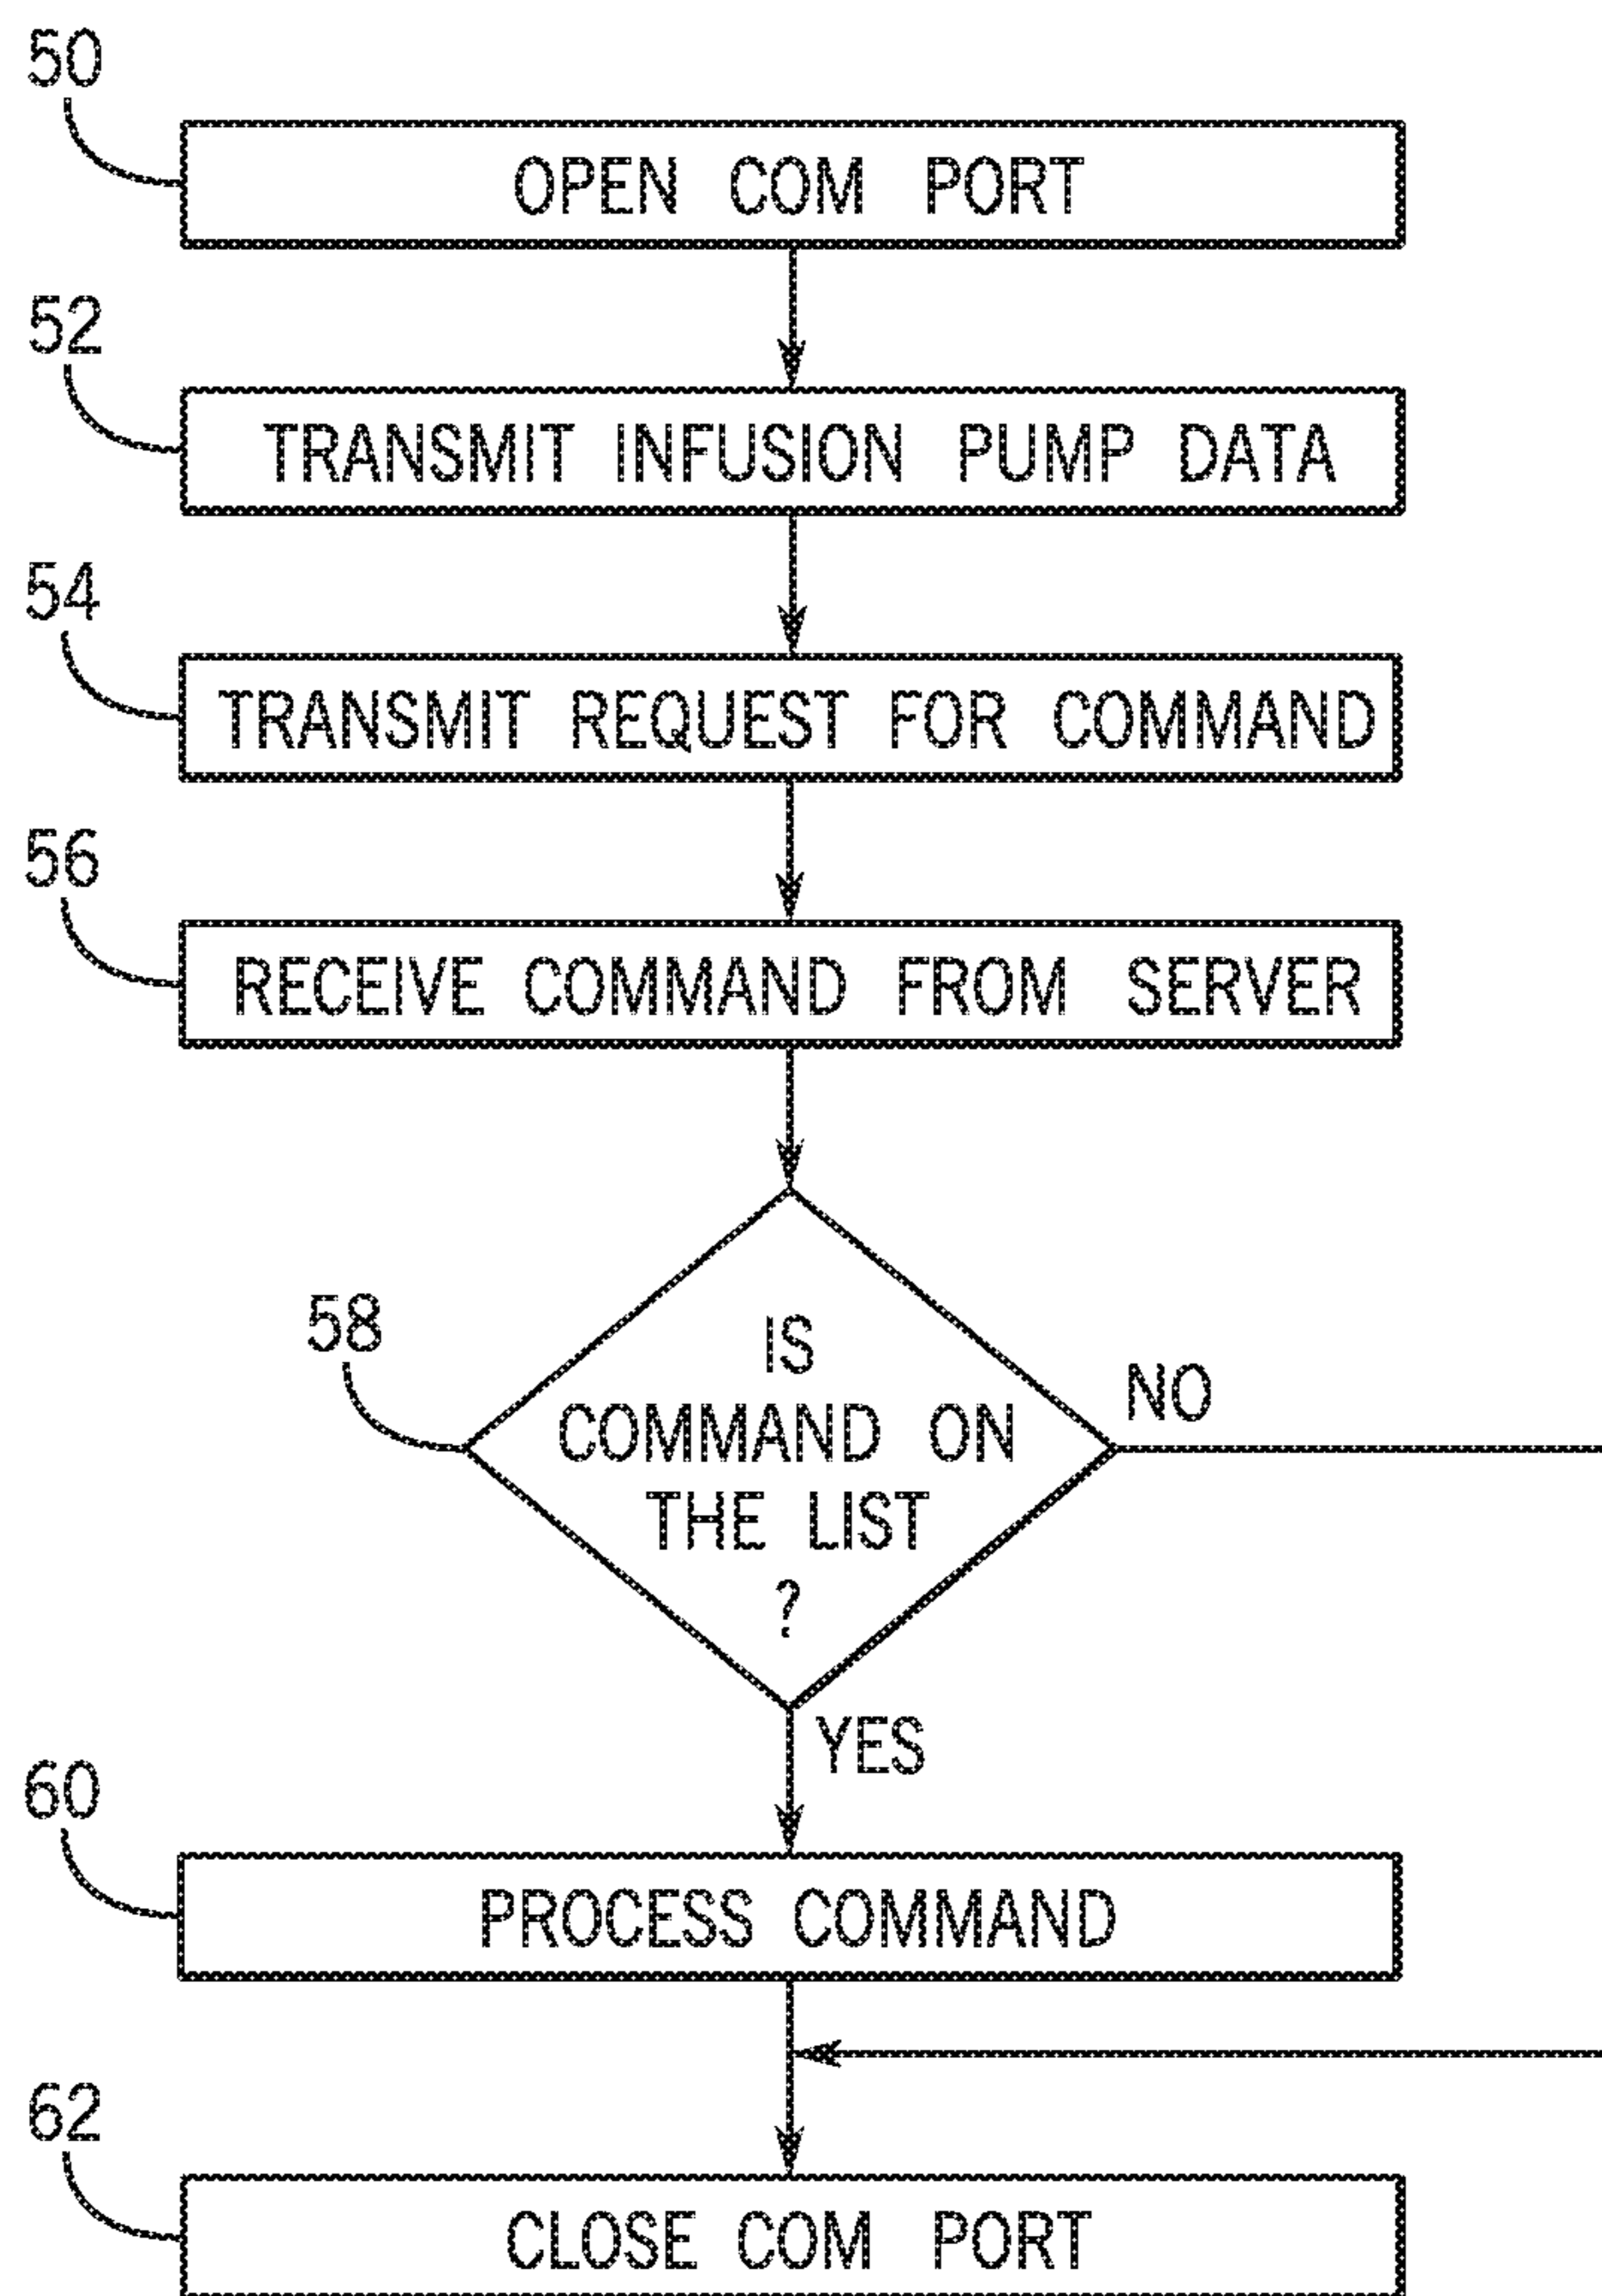 50
OPEN COM PORT
52
TRANSMIT INFUSION PUMP DATA
54
TRANSMIT REQUEST FOR COMMAND
56
RECEIVE COMMAND FROM SERVER
58
IS
COMMAND ON
THE LIST
?
NO
YES
60
PROCESS COMMAND
62
CLOSE COM PORT